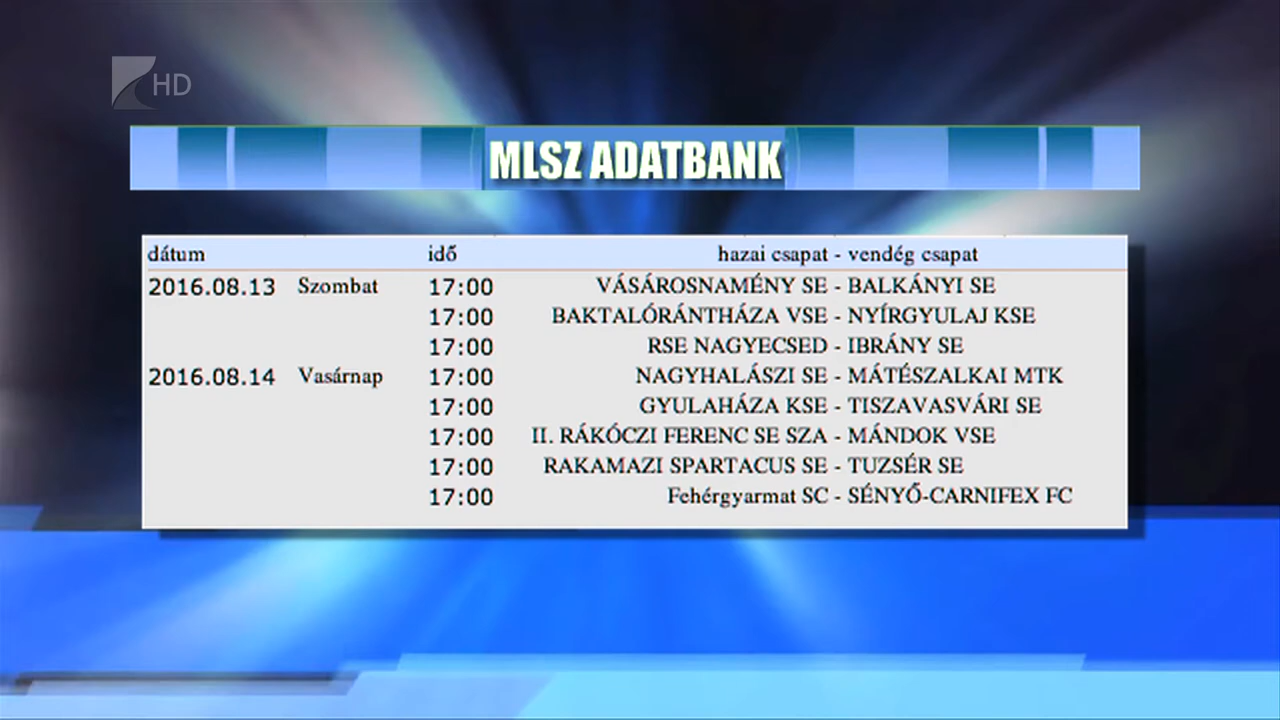 HD
MLSZ ADATBANK
dátum idő hazai csapat - vendég csapat
2016.08.13 Szombat 17:00 VÁSÁROSNAMÉNY SE - BALKÁNYI SE
17:00 BAKTALÓRÁNTHÁZA VSE - NYÍRGYULAJ KSE
17:00 RSE NAGYECSED - IBRÁNY SE
2016.08.14 Vasárnap 17:00 NAGYHALÁSZI SE - MÁTÉSZALKAI MTK
17:00 GYULAHÁZA KSE - TISZAVASVÁRI SE
17:00 II. RÁKÓCZI FERENC SE SZA - MÁNDOK VSE
17:00 RAKAMAZI SPARTACUS SE - TUZSÉR SE
17:00 Fehérgyarmat SC - SÉNYŐ-CARNIFEX FC